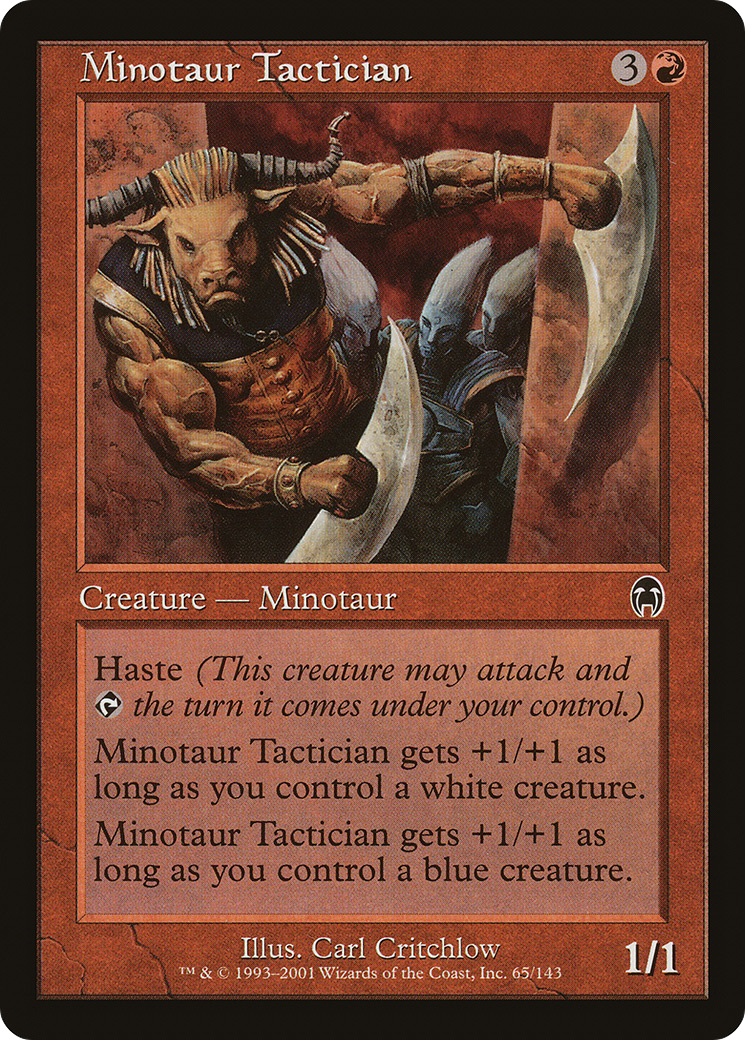 Minotaur Tactician 3
Creature — Minotaur
Haste (This creature may attack and
the turn it comes under your control.)
Minotaur Tactician gets +1/+1 as
long as you control a white creature.
Minotaur Tactician gets +1/+1 as
long as you control a blue creature.
Illus. Carl Critchlow
™ & © 1993–2001 Wizards of the Coast, Inc. 65/143
1/1